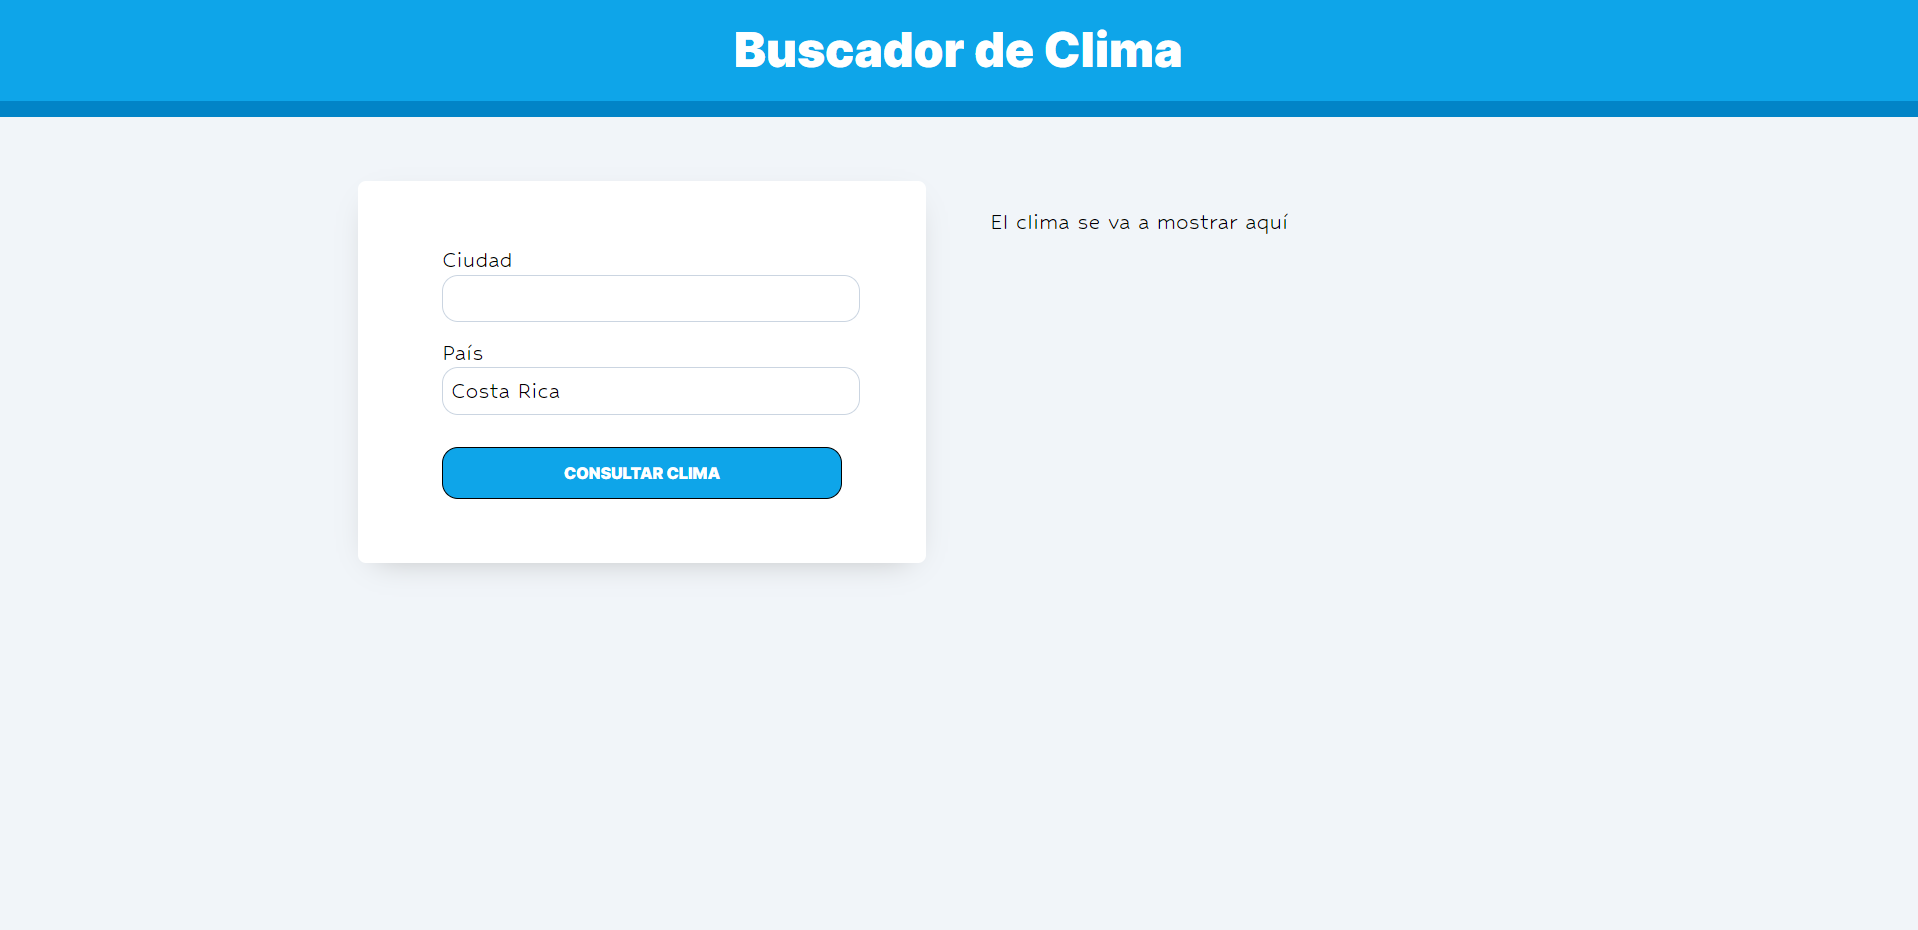 Buscador de Clima
Ciudad
País
Costa Rica
CONSULTAR CLIMA
El clima se va a mostrar aquí